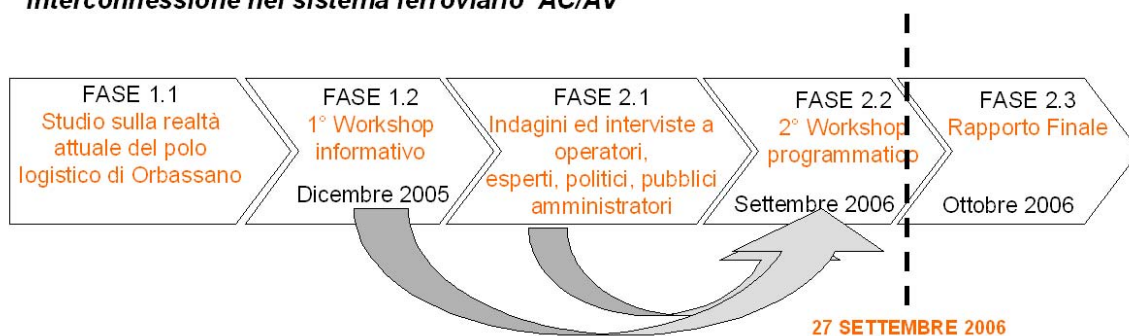 interconnessione nel sistema ferroviario AC/AV
FASE 1.1
Studio sulla realtà
attuale del polo
logistico di Orbassano
FASE 1.2
1° Workshop
informativo
Dicembre 2005
FASE 2.1
Indagini ed interviste a
operatori,
esperti, politici, pubblici
amministratori
FASE 2.2
2° Workshop
programmatico
Settembre 2006
FASE 2.3
Rapporto Finale
Ottobre 2006
27 SETTEMBRE 2006